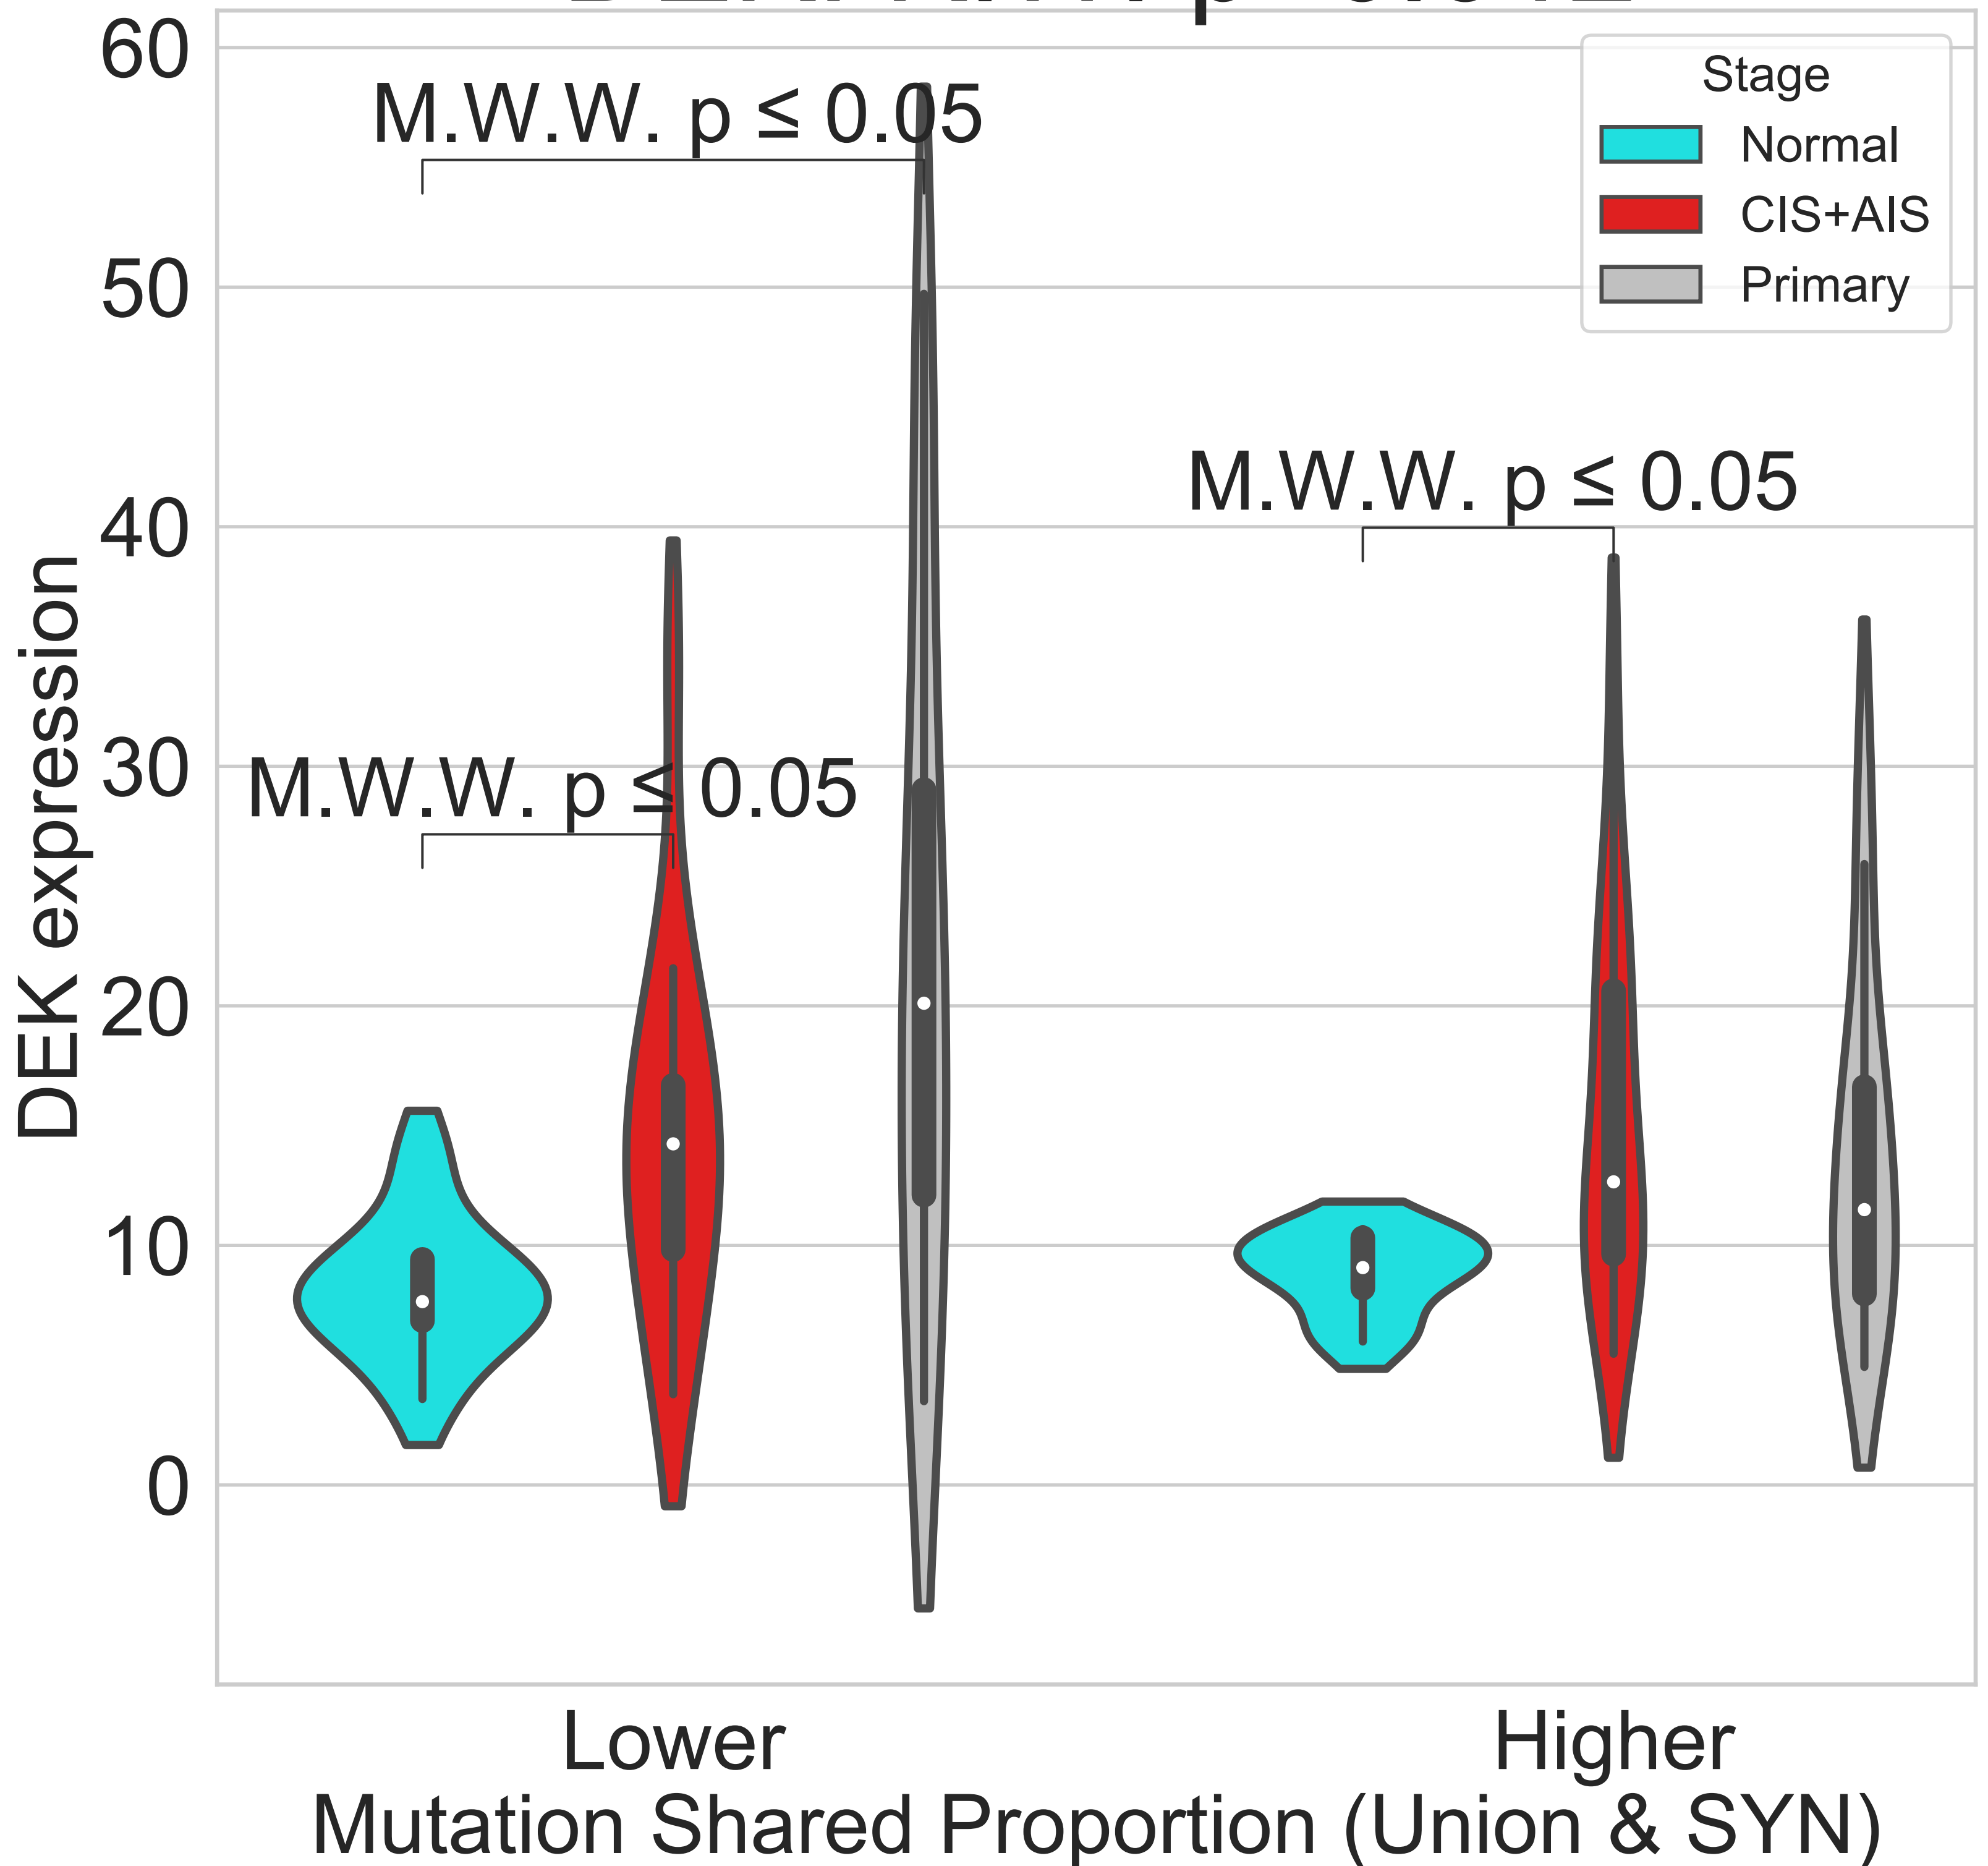 60
50
40
30
20
10
0
DEK expression
M.W.W. p ≤ 0.05
M.W.W. p ≤ 0.05
M.W.W. p ≤ 0.05
Stage
Normal
CIS+AIS
Primary
Lower
Higher
Mutation Shared Proportion (Union & SYN)